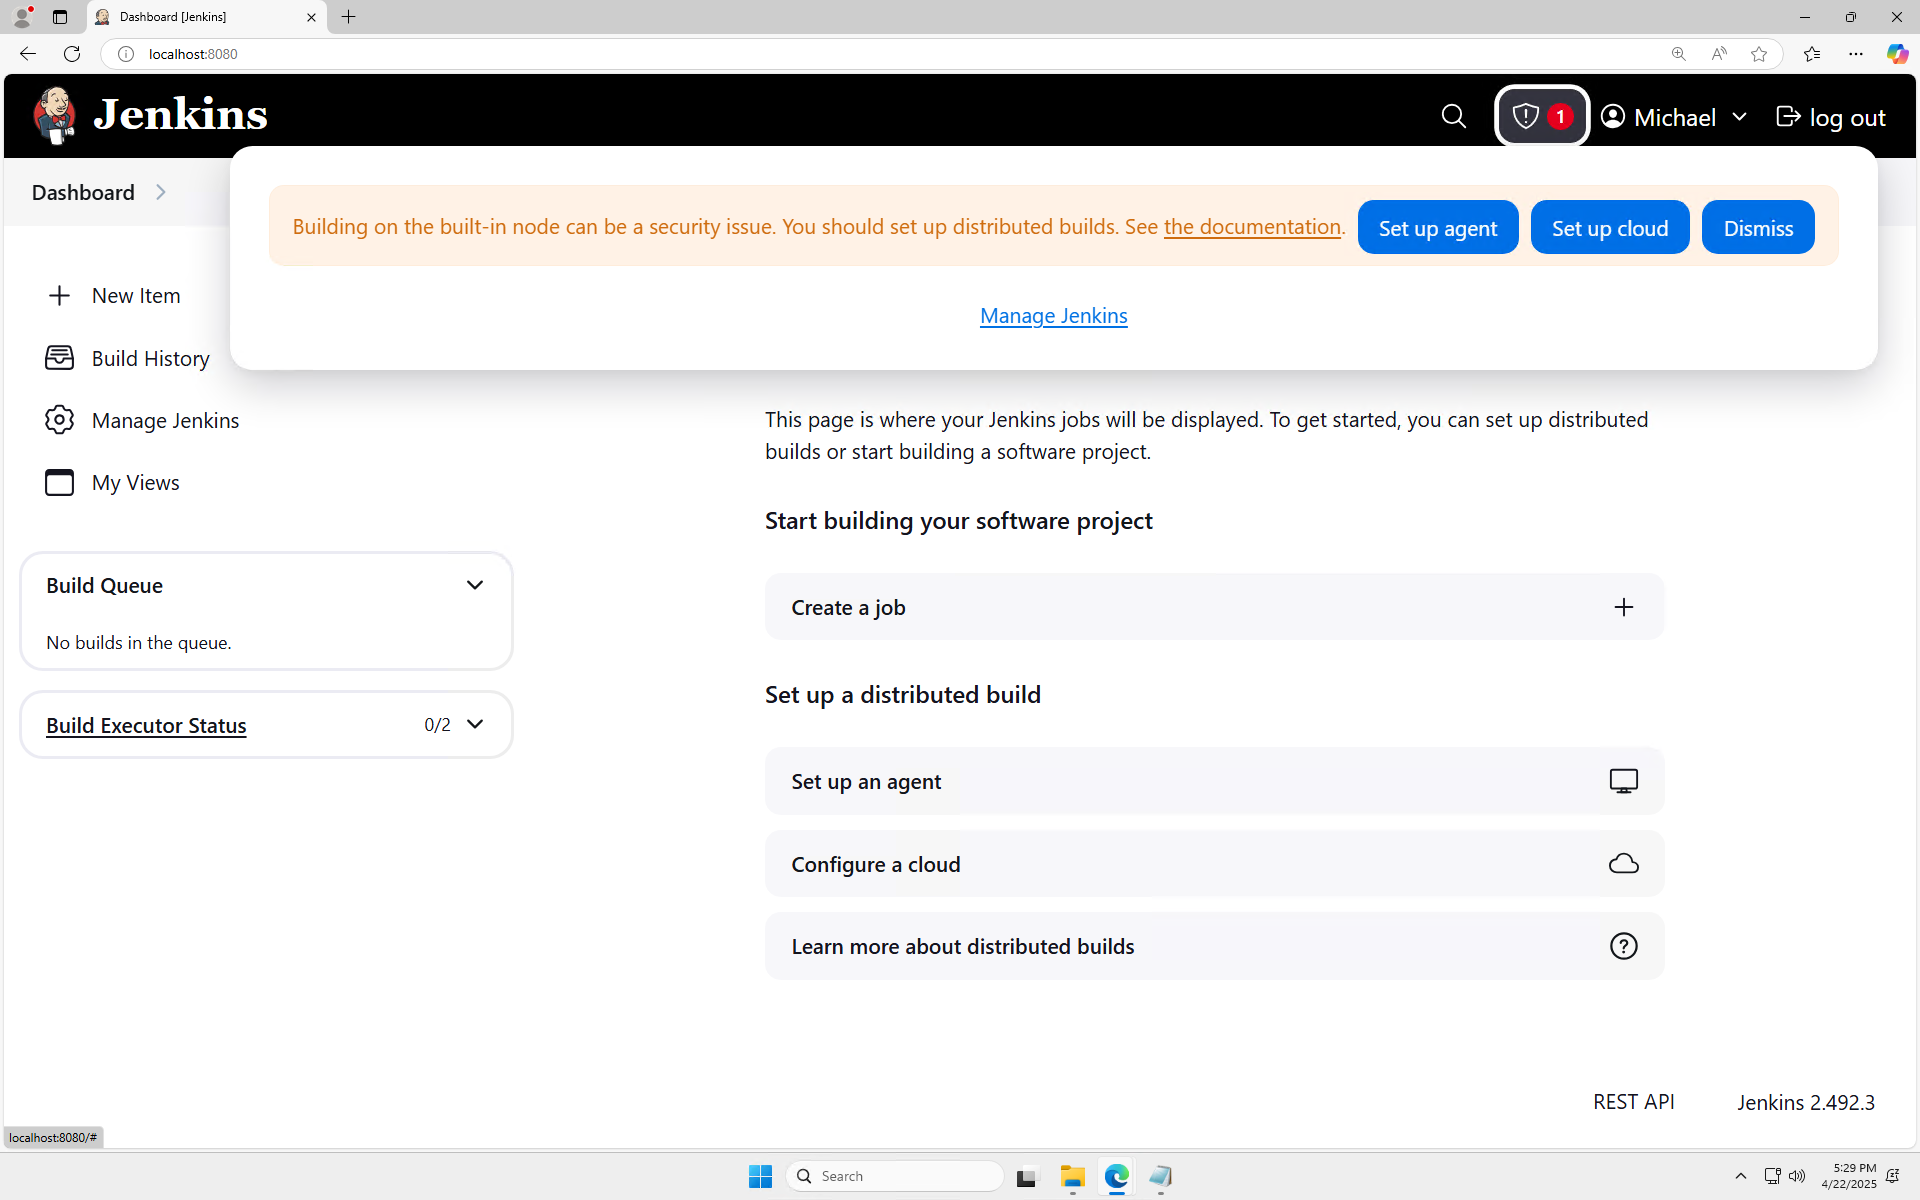 Dashboard [Jenkins]
localhost:8080
Jenkins
1
Michael
log out
Dashboard
Building on the built-in node can be a security issue. You should set up distributed builds. See the documentation.
Set up agent
Set up cloud
Dismiss
Manage Jenkins
New Item
Build History
Manage Jenkins
My Views
Build Queue
No builds in the queue.
Build Executor Status
0/2
This page is where your Jenkins jobs will be displayed. To get started, you can set up distributed
builds or start building a software project.
Start building your software project
Create a job
Set up a distributed build
Set up an agent
Configure a cloud
Learn more about distributed builds
REST API
Jenkins 2.492.3
localhost:8080/#
Search
5:29 PM
4/22/2025